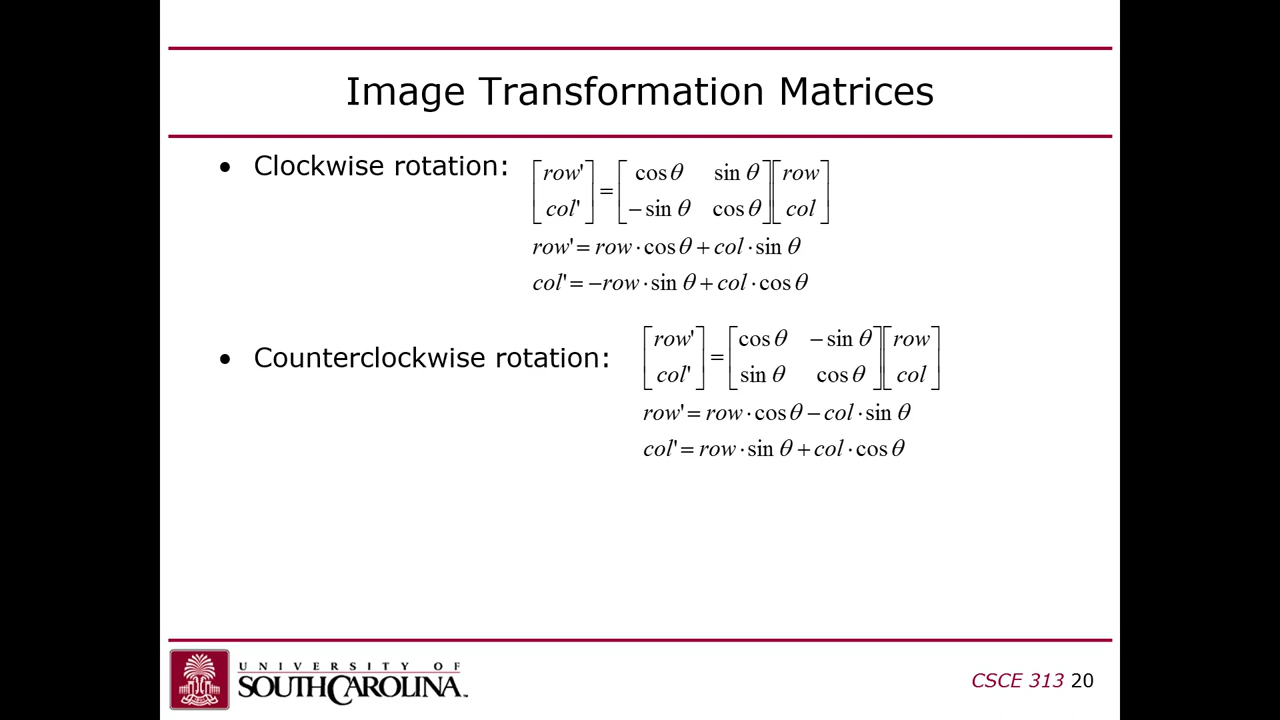 Image Transformation Matrices
• Clockwise rotation:
[row' col'] = [cos θ sin θ −sin θ cos θ][row col]
row' = row · cos θ + col · sin θ
col' = −row · sin θ + col · cos θ
• Counterclockwise rotation:
[row' col'] = [cos θ −sin θ sin θ cos θ][row col]
row' = row · cos θ − col · sin θ
col' = row · sin θ + col · cos θ
UNIVERSITY OF
SOUTH CAROLINA™
CSCE 313 20